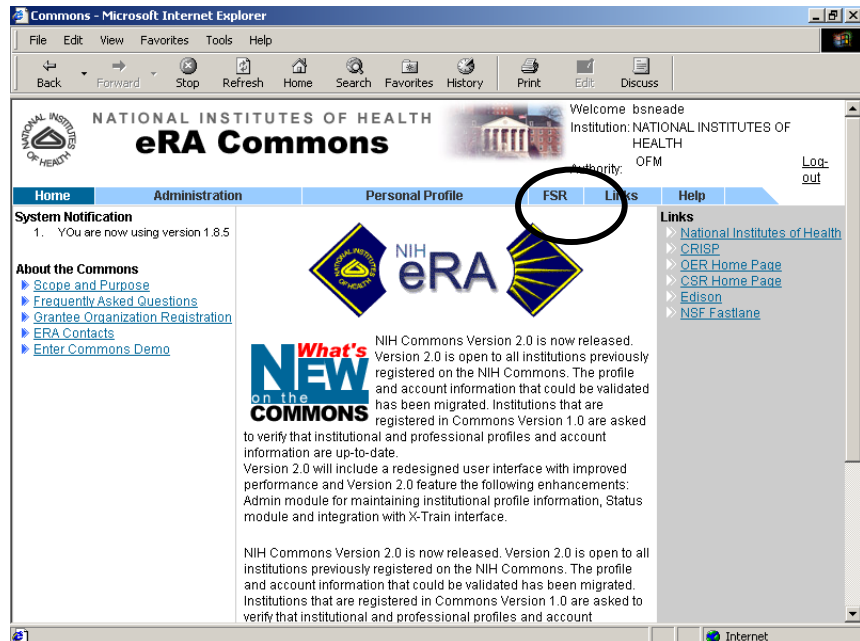 Commons - Microsoft Internet Explorer
File Edit View Favorites Tools Help
Back Forward Stop Refresh Home Search Favorites History Print Edit Discuss
NATIONAL INSTITUTES OF HEALTH
NATIONAL INSTITUTES OF HEALTH
eRA Commons
Welcome bsneade
Institution: NATIONAL INSTITUTES OF
HEALTH
Authority: OFM
Log-
out
Home Administration Personal Profile FSR Links Help
System Notification
1. YOu are now using version 1.8.5
About the Commons
Scope and Purpose
Frequently Asked Questions
Grantee Organization Registration
ERA Contacts
Enter Commons Demo
NIH
eRA
What's
NEW
on the
COMMONS
NIH Commons Version 2.0 is now released.
Version 2.0 is open to all institutions previously
registered on the NIH Commons. The profile
and account information that could be validated
has been migrated. Institutions that are
registered in Commons Version 1.0 are asked
to verify that institutional and professional profiles and account
information are up-to-date.
Version 2.0 will include a redesigned user interface with improved
performance and Version 2.0 feature the following enhancements:
Admin module for maintaining institutional profile information, Status
module and integration with X-Train interface.
NIH Commons Version 2.0 is now released. Version 2.0 is open to all
institutions previously registered on the NIH Commons. The profile
and account information that could be validated has been migrated.
Institutions that are registered in Commons Version 1.0 are asked to
verify that institutional and professional profiles and account
Links
National Institutes of Health
CRISP
OER Home Page
CSR Home Page
Edison
NSF Fastlane
Internet